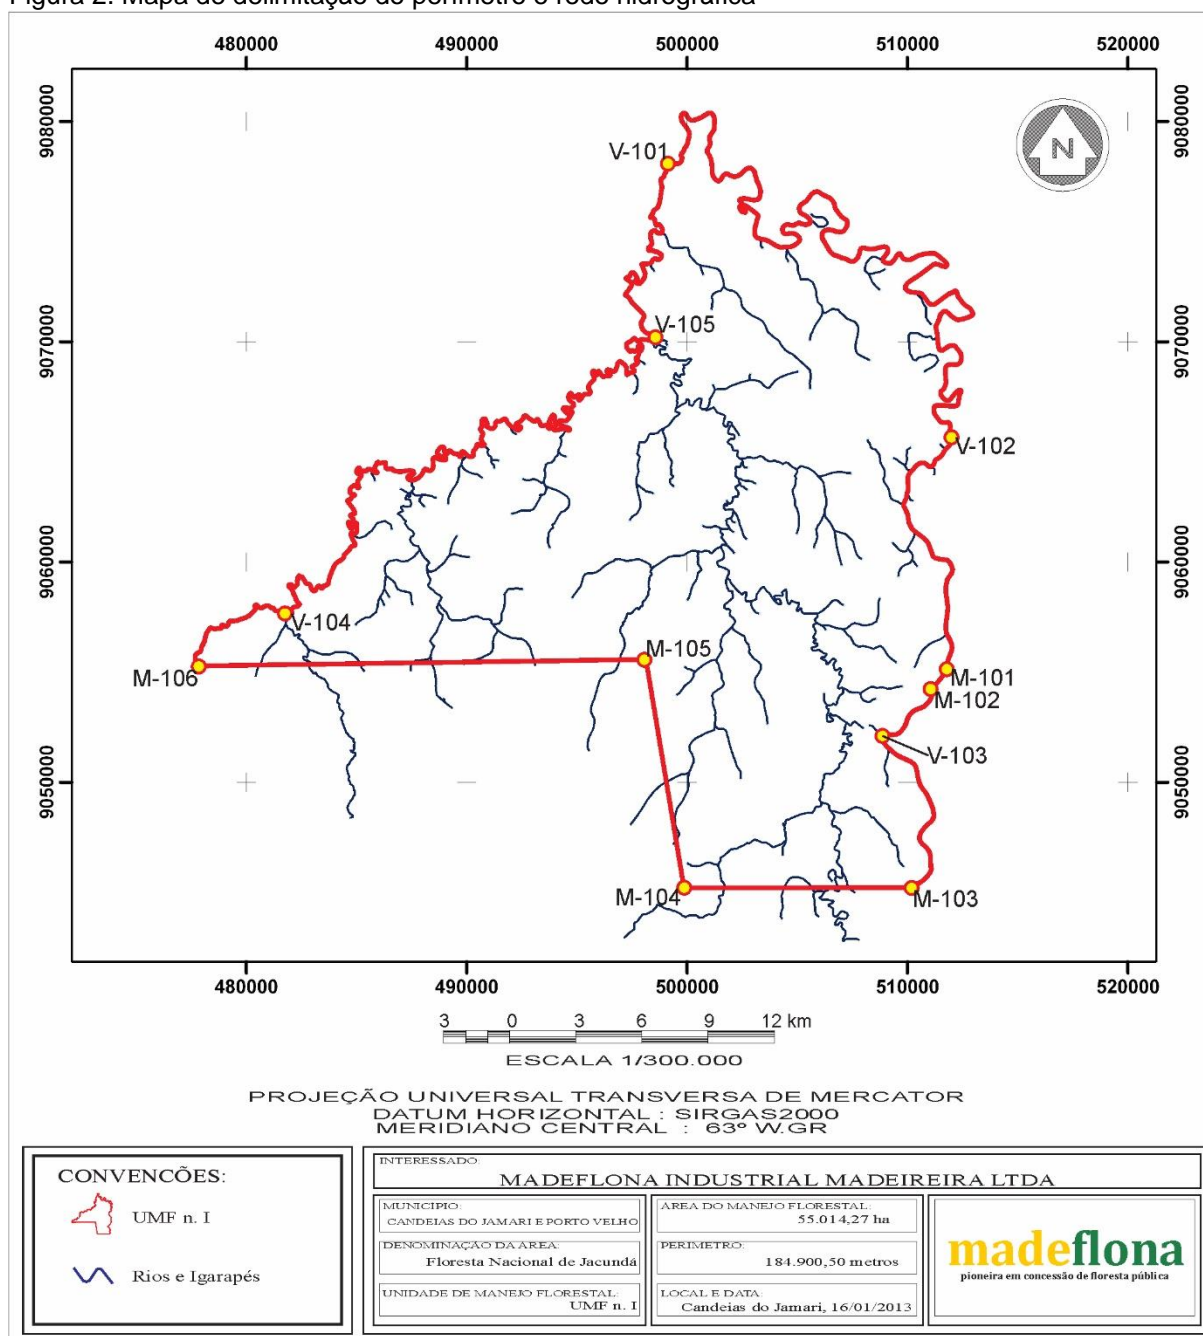 Figura 2: Mapa de delimitação de perímetro e rede hidrográfica
480000 490000 500000 510000 520000
9080000 9080000
V-101
N
V-105
9070000 9070000
V-102
9060000 9060000
V-104
M-105
M-106
M-101
M-102
V-103
9050000 9050000
M-104
M-103
480000 490000 500000 510000 520000
3 0 3 6 9 12 km
ESCALA 1/300.000
PROJEÇÃO UNIVERSAL TRANSVERSA DE MERCATOR
DATUM HORIZONTAL : SIRGAS2000
MERIDIANO CENTRAL : 63º W.GR
CONVENCÕES:
UMF n. I
Rios e Igarapés
INTERESSADO:
MADEFLONA INDUSTRIAL MADEIREIRA LTDA
MUNICIPIO:
CANDEIAS DO JAMARI E PORTO VELHO
DENOMINAÇÃO DA AREA:
Floresta Nacional de Jacundá
UNIDADE DE MANEJO FLORESTAL:
UMF n. I
AREA DO MANEJO FLORESTAL:
55.014,27 ha
PERIMETRO:
184.900,50 metros
LOCAL E DATA:
Candeias do Jamari, 16/01/2013
madeflona
pioneira em concessão de floresta pública